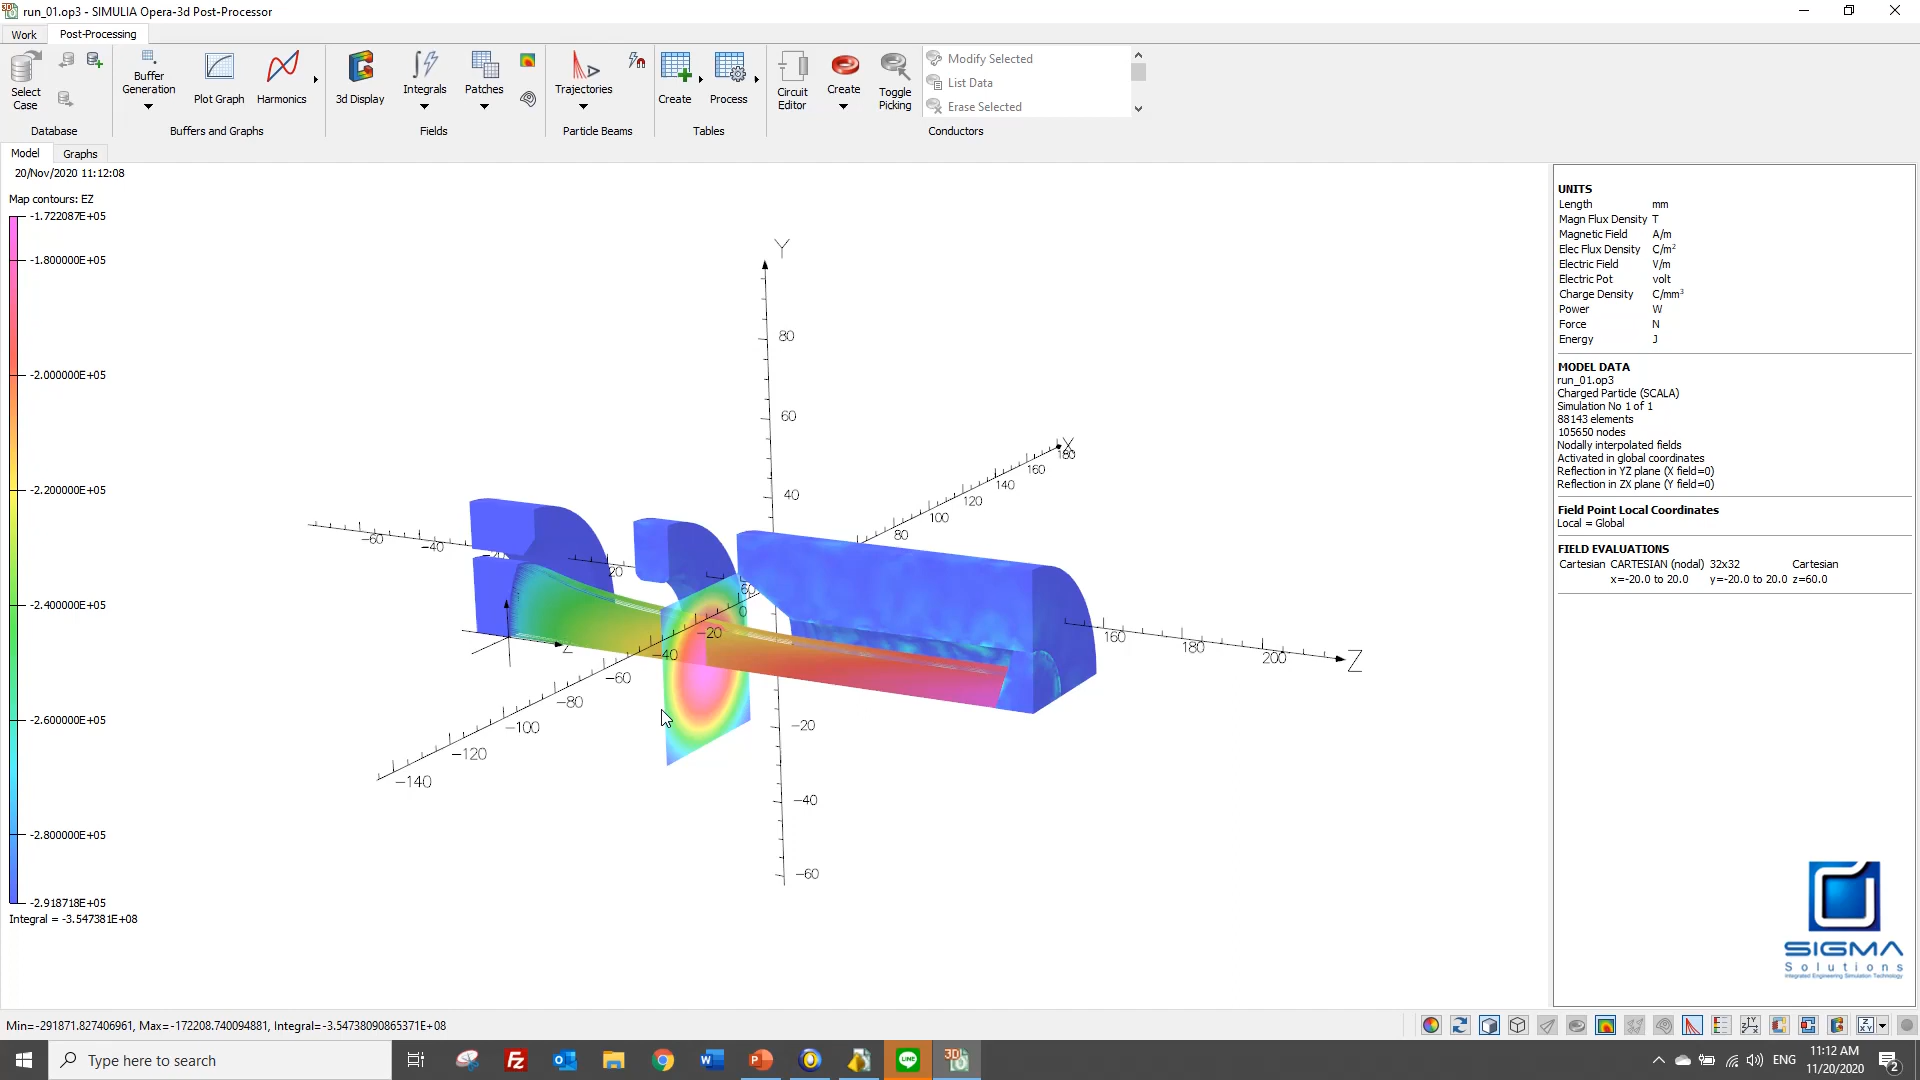 run_01.op3 - SIMULIA Opera-3d Post-Processor
Work
Post-Processing
Select Case
Database
Buffer Generation
Plot Graph
Harmonics
Buffers and Graphs
3d Display
Integrals
Patches
Fields
Trajectories
Particle Beams
Create
Process
Tables
Circuit Editor
Create
Toggle Picking
Modify Selected
List Data
Erase Selected
Conductors
Model
Graphs
20/Nov/2020 11:12:08
Map contours: EZ
-1.722087E+05
-1.800000E+05
-2.000000E+05
-2.200000E+05
-2.400000E+05
-2.600000E+05
-2.800000E+05
-2.918718E+05
Integral = -3.547381E+08
Y
80
60
40
-20
-40
-60
X
180
160
140
120
100
80
60
0
-20
-40
-60
-80
-100
-120
-140
-60
-40
20
160
180
200
Z
Z
UNITS
Length mm
Magn Flux Density T
Magnetic Field A/m
Elec Flux Density C/m²
Electric Field V/m
Electric Pot volt
Charge Density C/mm³
Power W
Force N
Energy J
MODEL DATA
run_01.op3
Charged Particle (SCALA)
Simulation No 1 of 1
88143 elements
105650 nodes
Nodally interpolated fields
Activated in global coordinates
Reflection in YZ plane (X field=0)
Reflection in ZX plane (Y field=0)
Field Point Local Coordinates
Local = Global
FIELD EVALUATIONS
Cartesian CARTESIAN (nodal) 32x32 Cartesian
x=-20.0 to 20.0 y=-20.0 to 20.0 z=60.0
SIGMA
Solutions
Integrated Engineering Simulation Technology
Min=-291871.827406961, Max=-172208.740094881, Integral=-3.54738090865371E+08
Type here to search
ENG
11:12 AM
11/20/2020
2